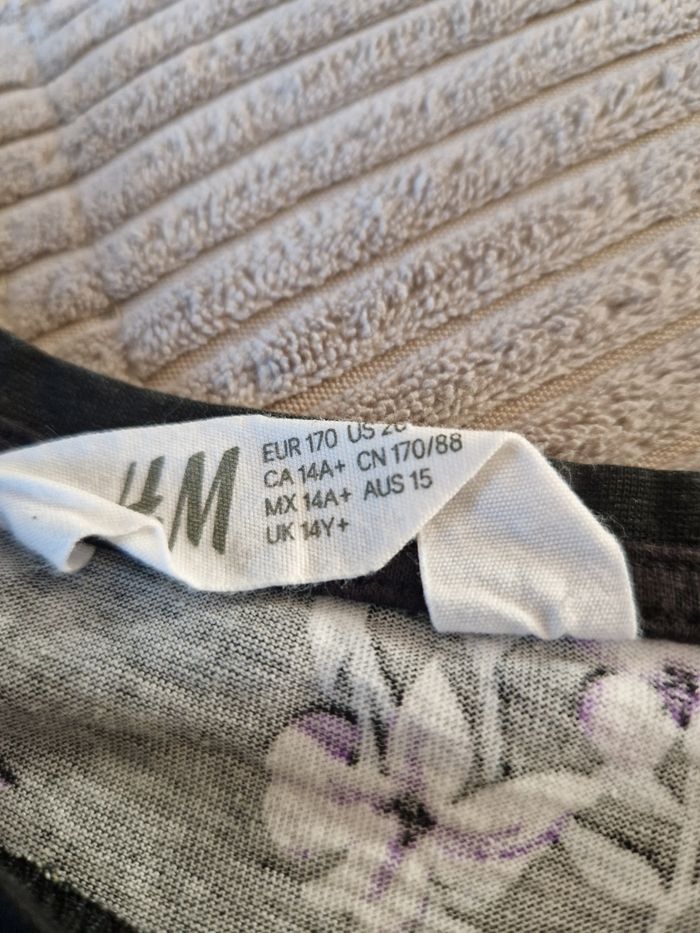 H&M
EUR 170 US
CA 14A+ CN 170/88
MX 14A+ AUS 15
UK 14Y+